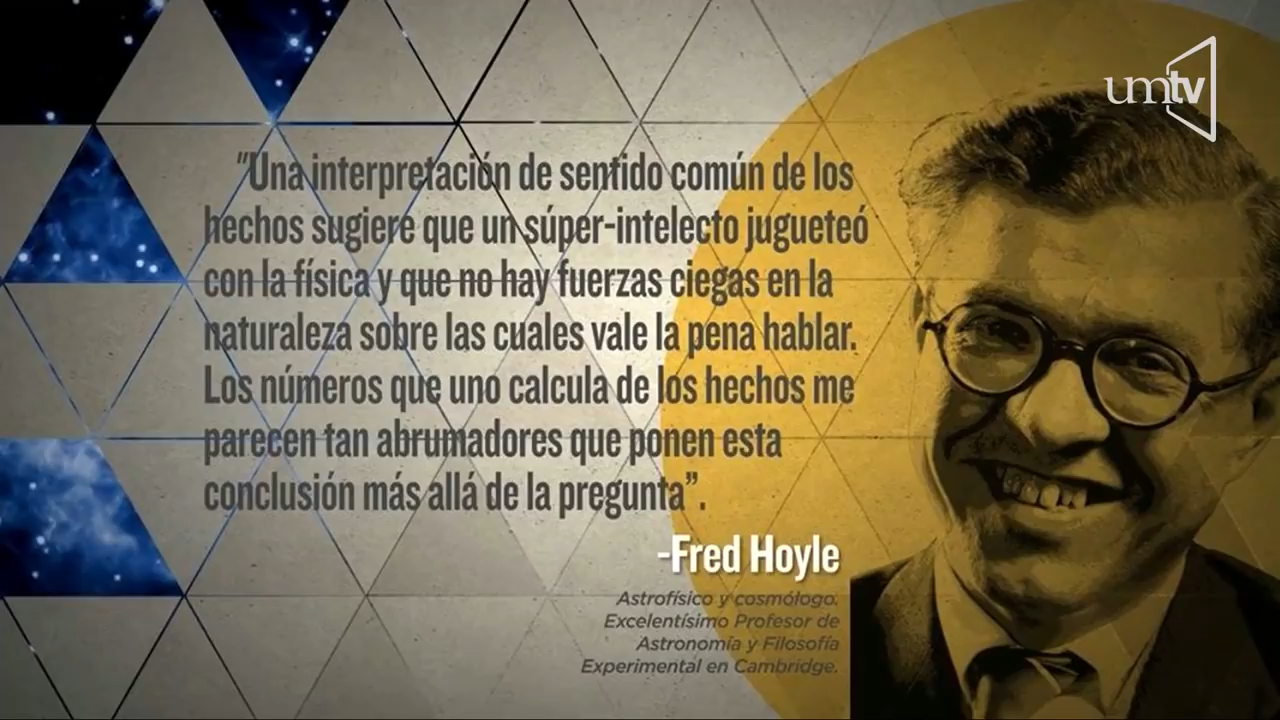 umtv
"Una interpretación de sentido común de los
hechos sugiere que un súper-intelecto jugueteó
con la física y que no hay fuerzas ciegas en la
naturaleza sobre las cuales vale la pena hablar.
Los números que uno calcula de los hechos me
parecen tan abrumadores que ponen esta
conclusión más allá de la pregunta”.
-Fred Hoyle
Astrofísico y cosmólogo.
Excelentísimo Profesor de
Astronomía y Filosofía
Experimental en Cambridge.